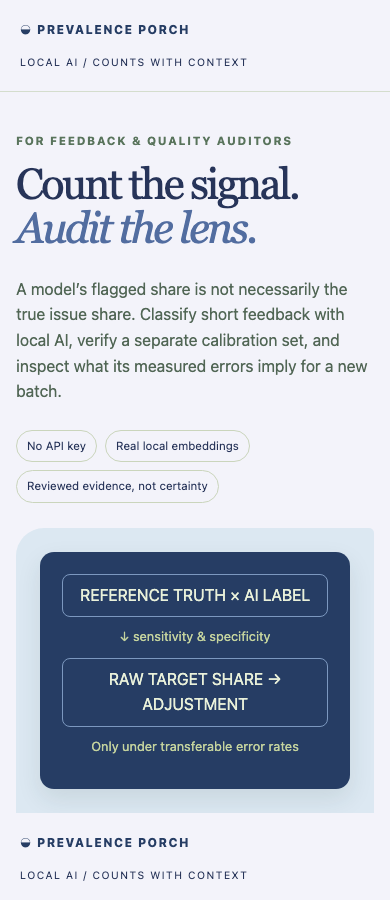 PREVALENCE PORCH
LOCAL AI / COUNTS WITH CONTEXT
FOR FEEDBACK & QUALITY AUDITORS
Count the signal.
Audit the lens.
A model’s flagged share is not necessarily the
true issue share. Classify short feedback with
local AI, verify a separate calibration set, and
inspect what its measured errors imply for a new
batch.
No API key
Real local embeddings
Reviewed evidence, not certainty
REFERENCE TRUTH × AI LABEL
↓ sensitivity & specificity
RAW TARGET SHARE →
ADJUSTMENT
Only under transferable error rates
PREVALENCE PORCH
LOCAL AI / COUNTS WITH CONTEXT